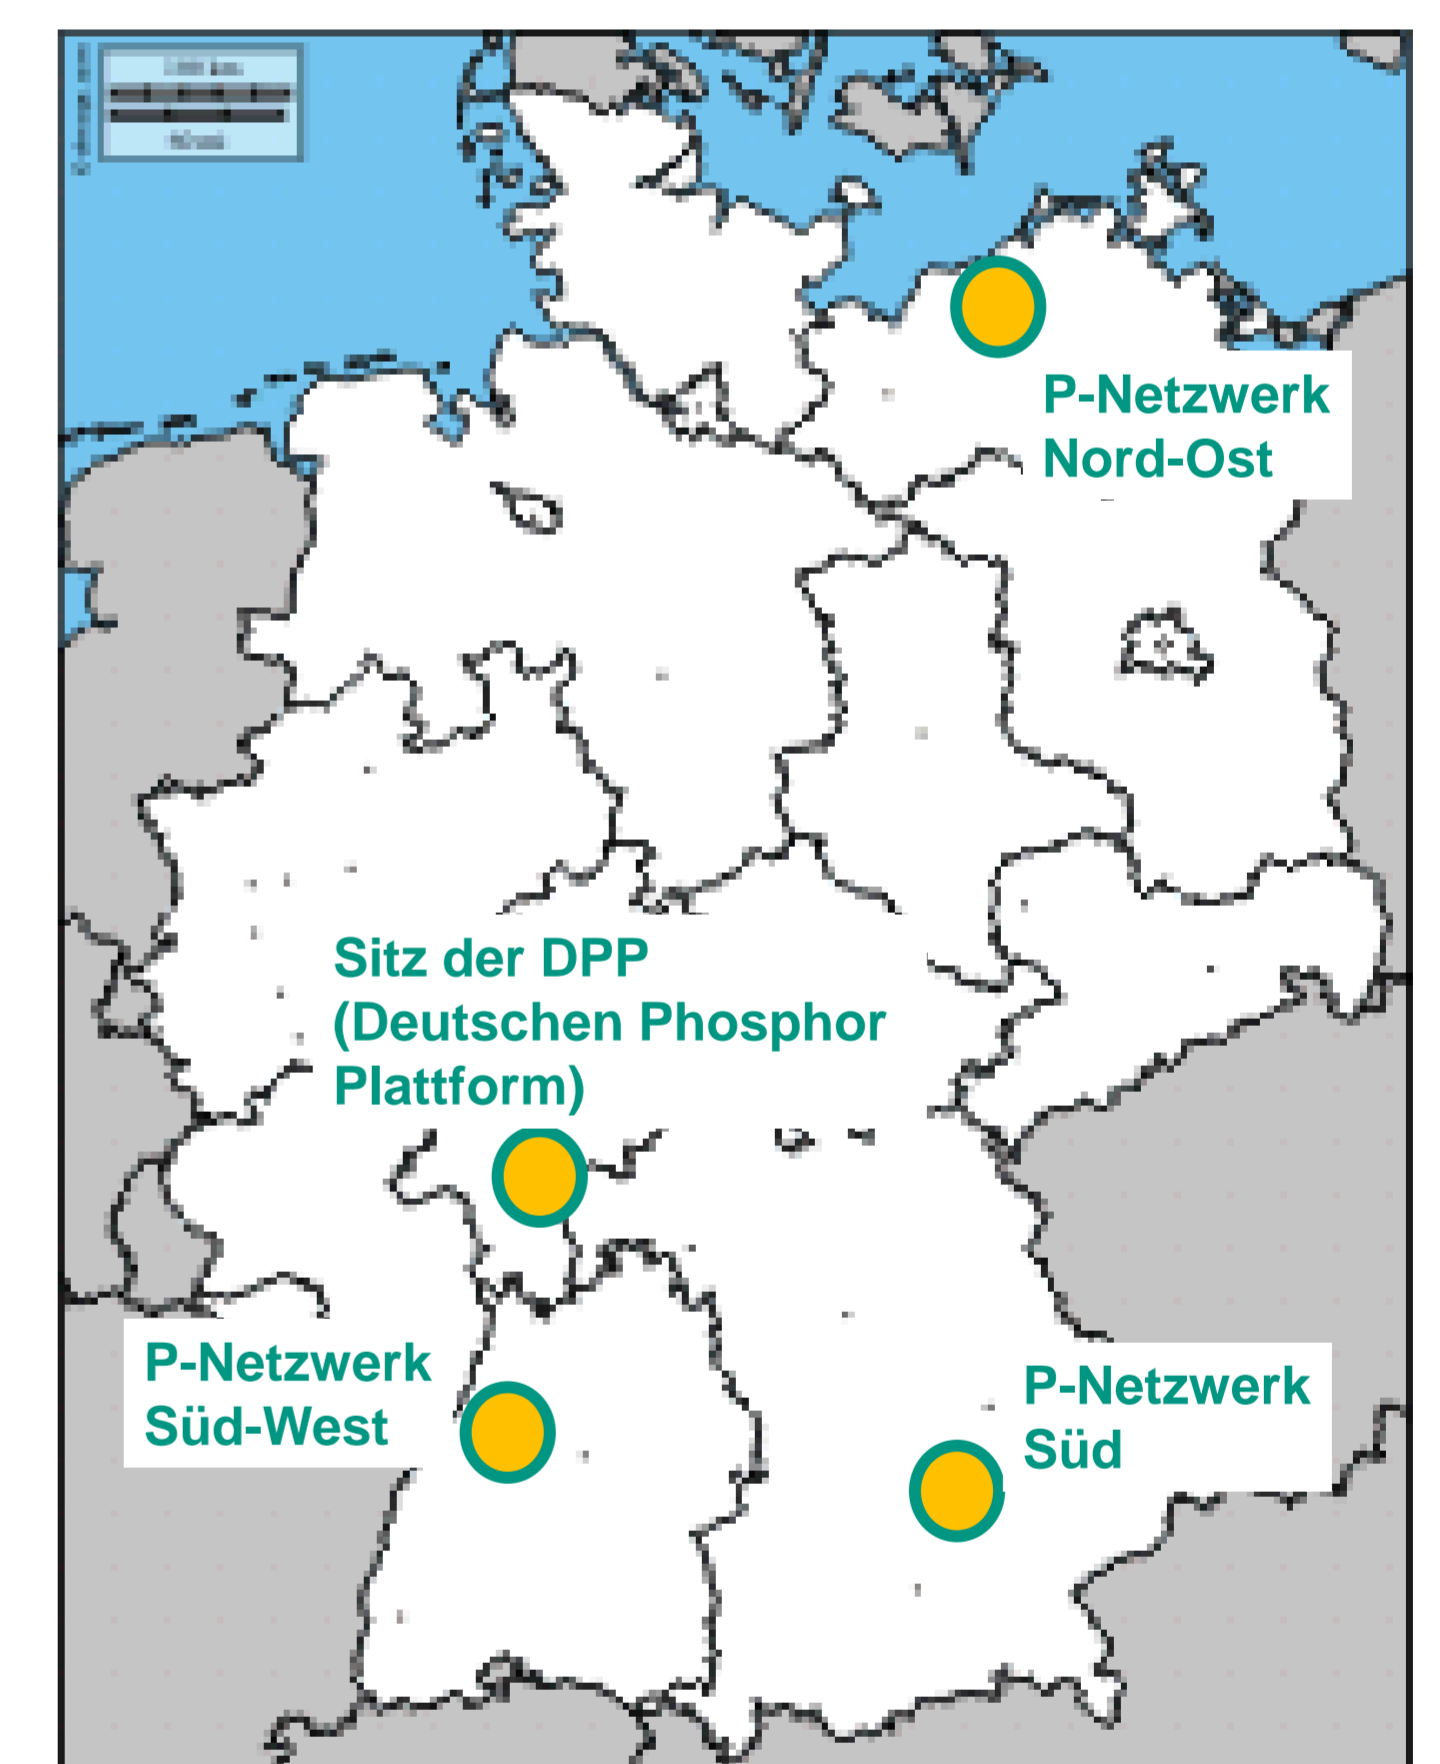 P-Netzwerk
Nord-Ost
Sitz der DPP
(Deutschen Phosphor
Plattform)
P-Netzwerk
Süd-West
P-Netzwerk
Süd